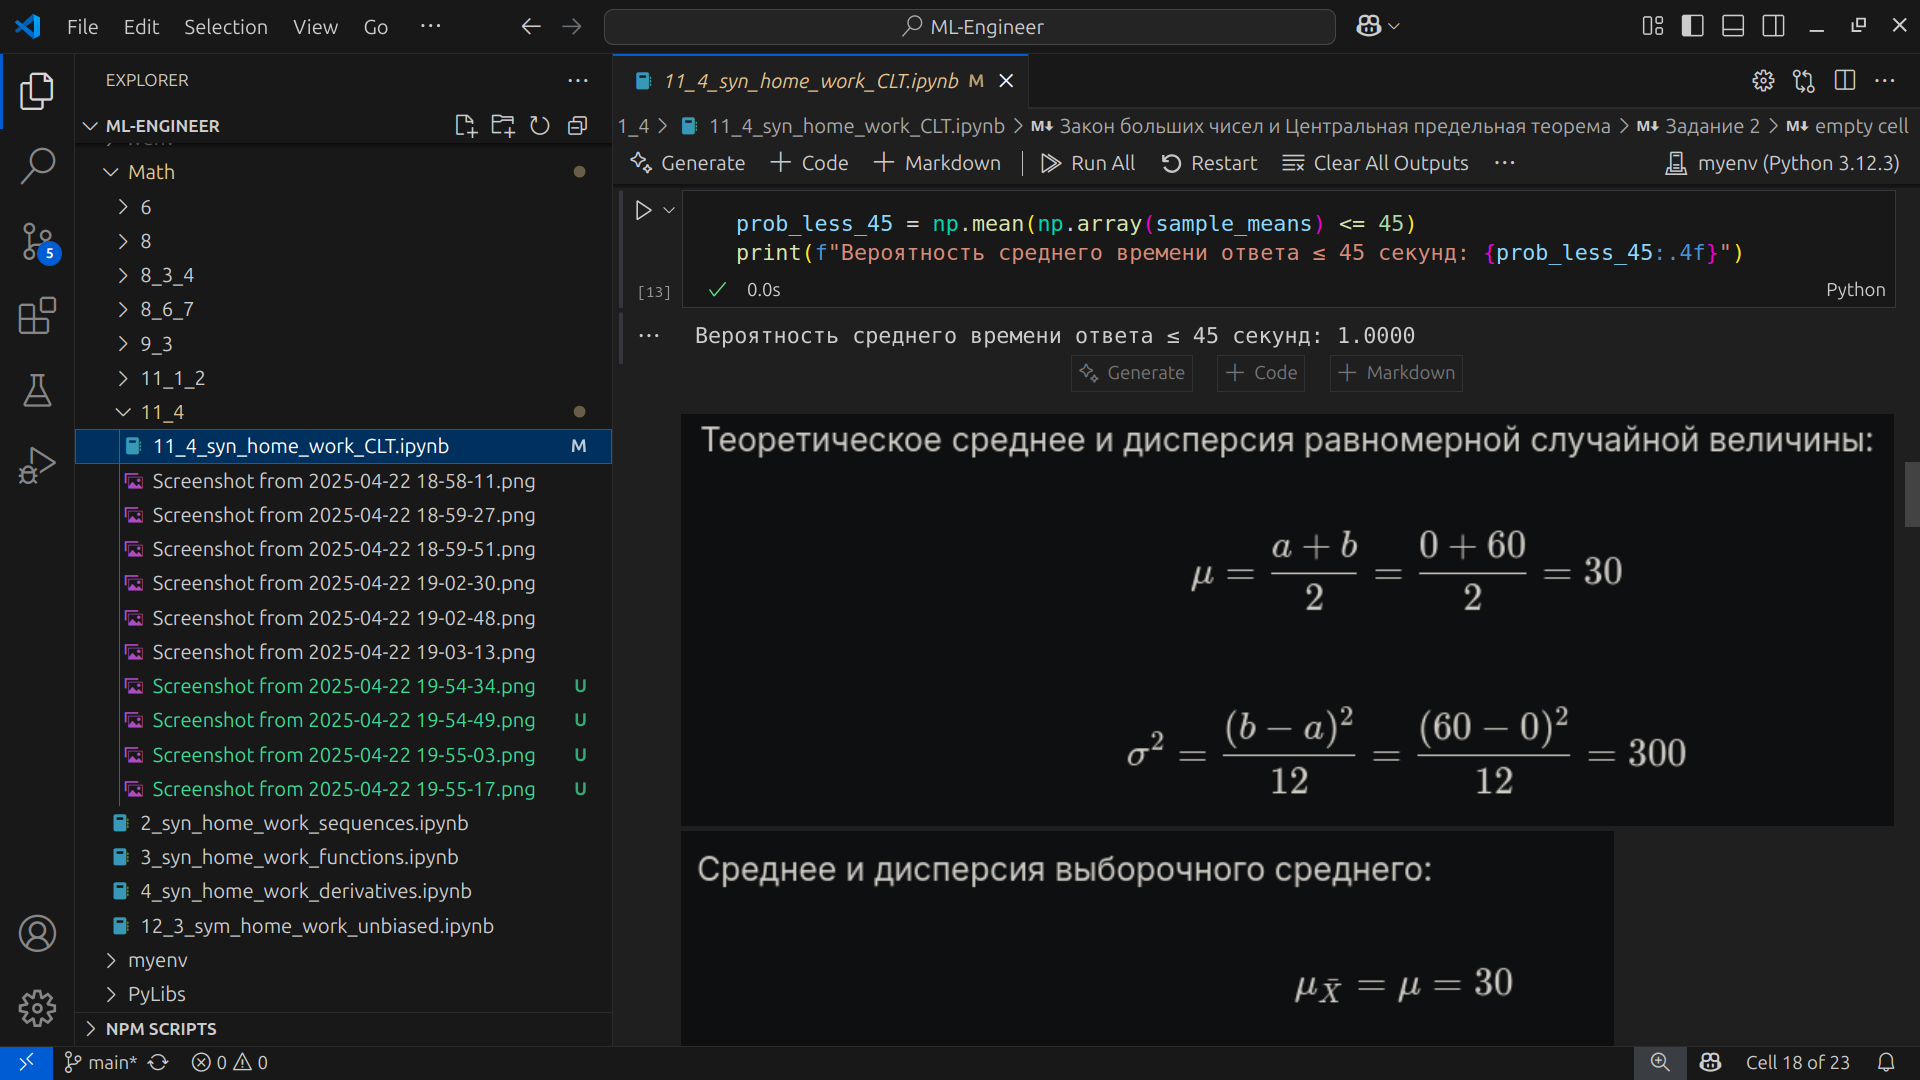 File Edit Selection View Go ···
ML-Engineer
EXPLORER
ML-ENGINEER
Math
6
8
8_3_4
8_6_7
9_3
11_1_2
11_4
11_4_syn_home_work_CLT.ipynb M
Screenshot from 2025-04-22 18-58-11.png
Screenshot from 2025-04-22 18-59-27.png
Screenshot from 2025-04-22 18-59-51.png
Screenshot from 2025-04-22 19-02-30.png
Screenshot from 2025-04-22 19-02-48.png
Screenshot from 2025-04-22 19-03-13.png
Screenshot from 2025-04-22 19-54-34.png U
Screenshot from 2025-04-22 19-54-49.png U
Screenshot from 2025-04-22 19-55-03.png U
Screenshot from 2025-04-22 19-55-17.png U
2_syn_home_work_sequences.ipynb
3_syn_home_work_functions.ipynb
4_syn_home_work_derivatives.ipynb
12_3_sym_home_work_unbiased.ipynb
myenv
PyLibs
NPM SCRIPTS
5
11_4_syn_home_work_CLT.ipynb M
1_4 > 11_4_syn_home_work_CLT.ipynb > M↓ Закон больших чисел и Центральная предельная теорема > M↓ Задание 2 > M↓ empty cell
Generate + Code + Markdown Run All Restart Clear All Outputs ··· myenv (Python 3.12.3)
prob_less_45 = np.mean(np.array(sample_means) <= 45)
print(f"Вероятность среднего времени ответа ≤ 45 секунд: {prob_less_45:.4f}")
[13] 0.0s Python
Вероятность среднего времени ответа ≤ 45 секунд: 1.0000
Generate + Code + Markdown
Теоретическое среднее и дисперсия равномерной случайной величины:
μ = (a + b)/2 = (0 + 60)/2 = 30
σ² = (b − a)²/12 = (60 − 0)²/12 = 300
Среднее и дисперсия выборочного среднего:
μ_X̄ = μ = 30
main* 0 0 Cell 18 of 23